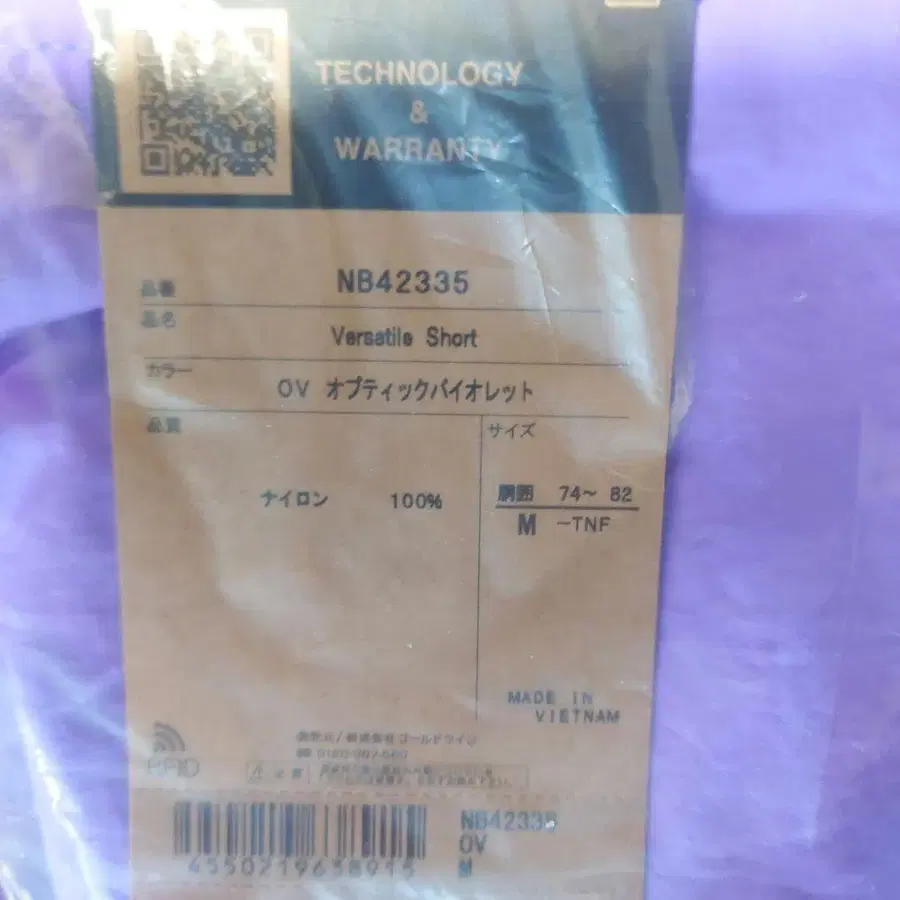 TECHNOLOGY
&
WARRANTY
品番 NB42335
品名 Versatile Short
カラー OV オプティックバイオレット
品質
ナイロン 100%
サイズ
胴囲 74~ 82
M -TNF
MADE IN
VIETNAM
RFID
NB42335
OV
M
4550219638915